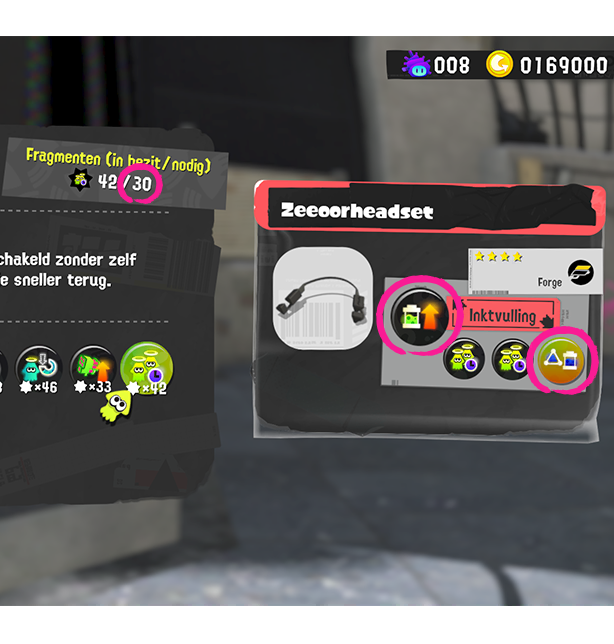 008 0169000
Fragmenten (in bezit/nodig)
42/30
chakeld zonder zelf
e sneller terug.
×46 ×33 ×42
Zeeoorheadset
Forge
Inktvulling